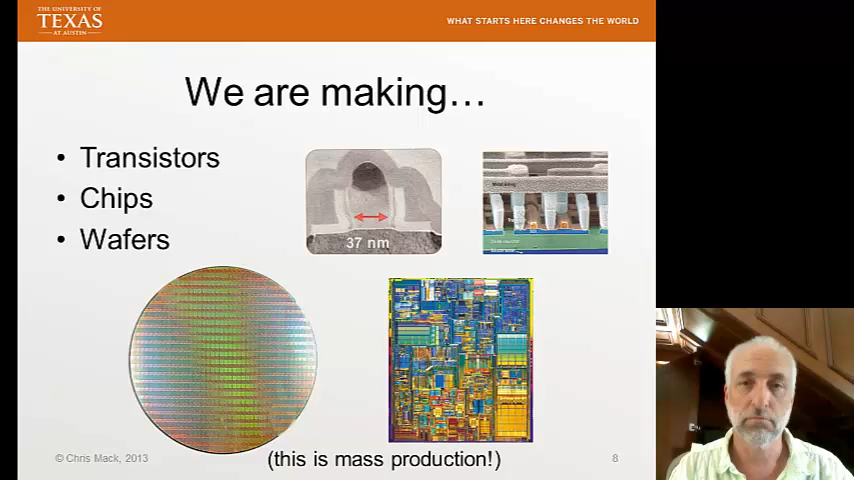 THE UNIVERSITY OF
TEXAS
AT AUSTIN
WHAT STARTS HERE CHANGES THE WORLD
We are making…
• Transistors
• Chips
• Wafers
37 nm
(this is mass production!)
© Chris Mack, 2013
8